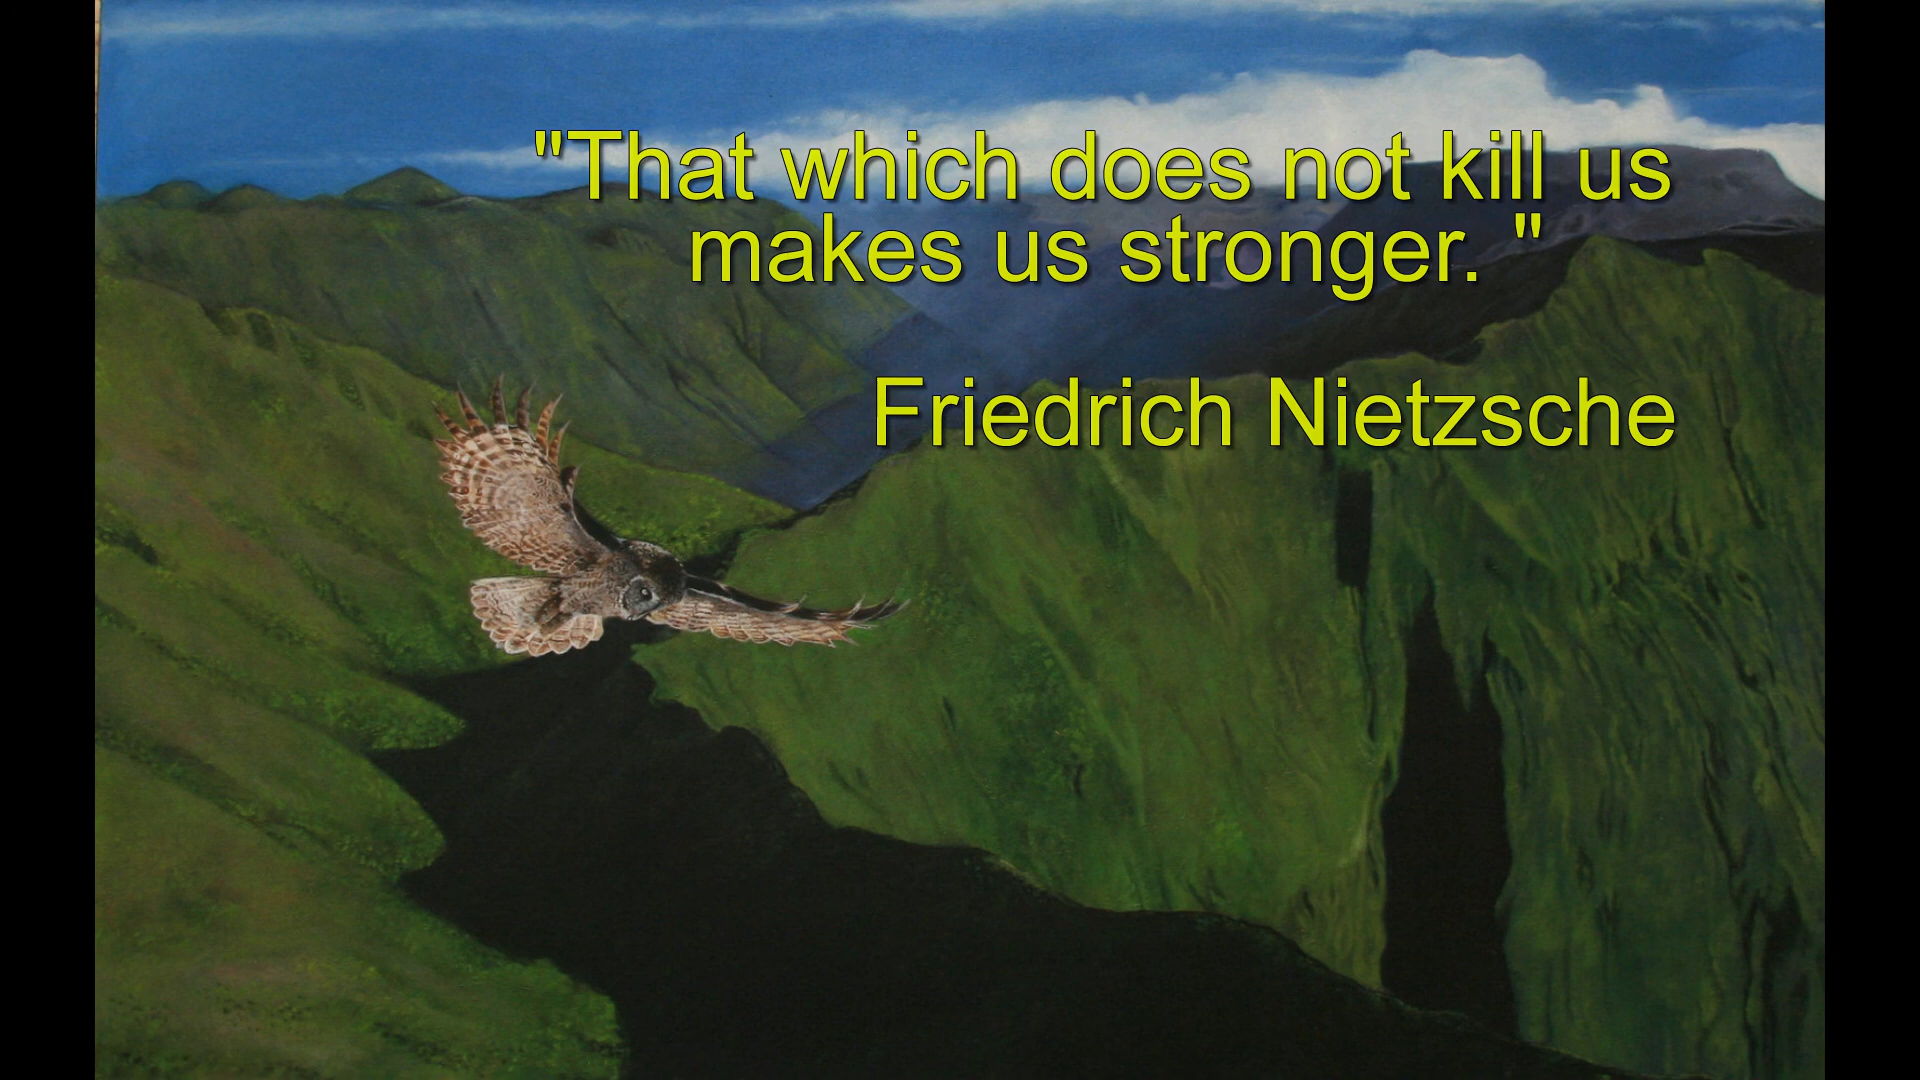 "That which does not kill us
makes us stronger. "
Friedrich Nietzsche